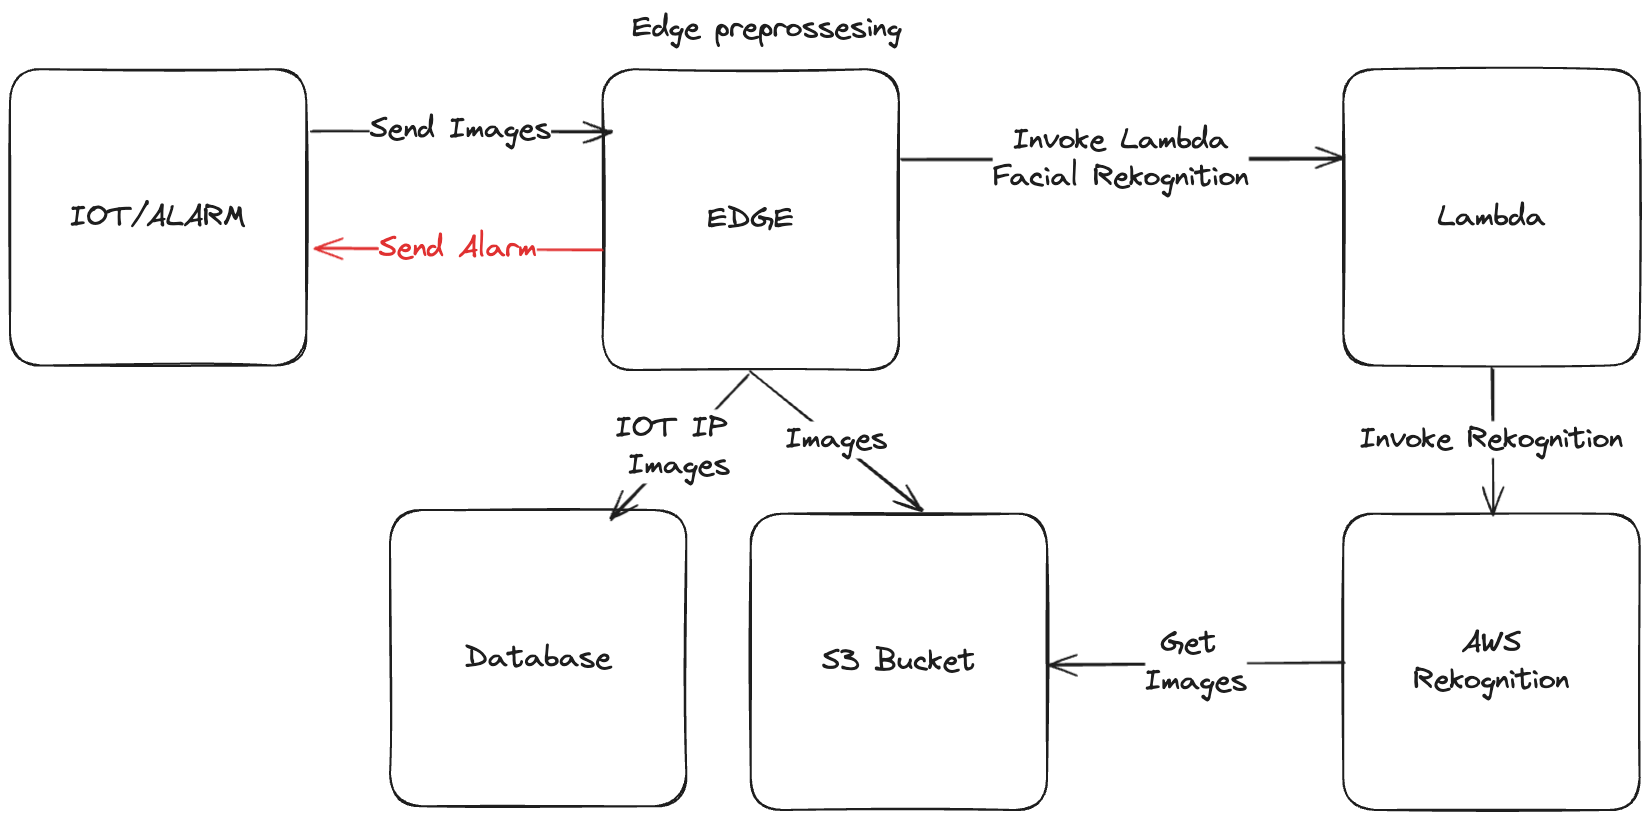 Edge preprossesing
Send Images
Invoke Lambda
Facial Rekognition
IOT/ALARM
EDGE
Lambda
Send Alarm
IOT IP
Images
Images
Invoke Rekognition
Database
S3 Bucket
Get
Images
AWS
Rekognition